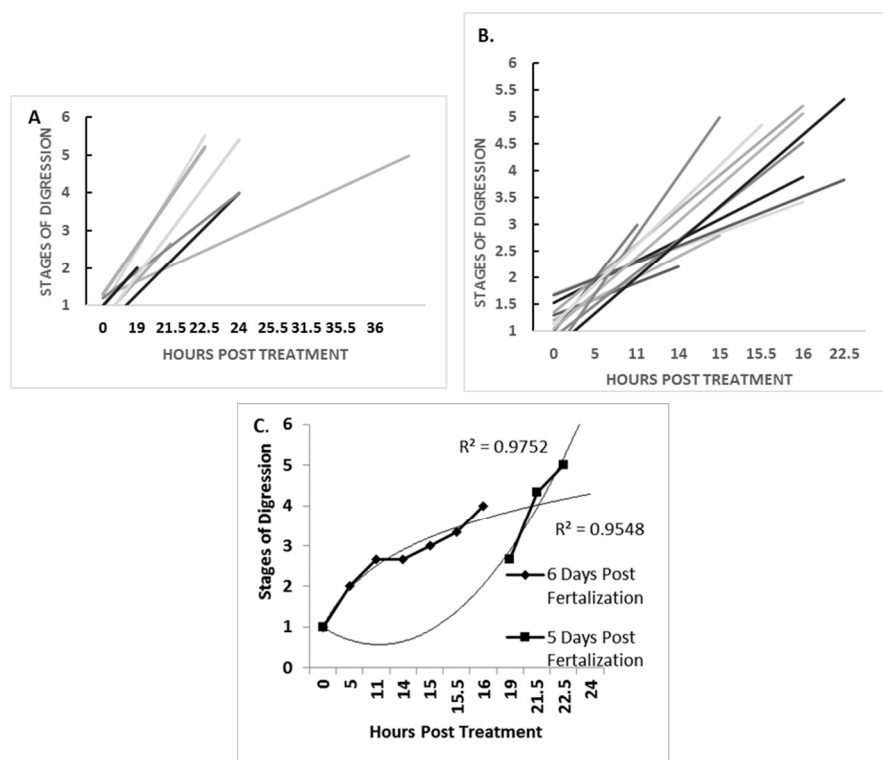 A
6
5
4
3
2
1
STAGES OF DIGRESSION
0 19 21.5 22.5 24 25.5 31.5 35.5 36
HOURS POST TREATMENT
B.
6
5.5
5
4.5
4
3.5
3
2.5
2
1.5
1
STAGES OF DIGRESSION
0 5 11 14 15 15.5 16 22.5
HOURS POST TREATMENT
C.
6
5
4
3
2
1
0
Stages of Digression
R² = 0.9752
R² = 0.9548
6 Days Post
Fertalization
5 Days Post
Fertalization
0 5 11 14 15 15.5 16 19 21.5 22.5 24
Hours Post Treatment